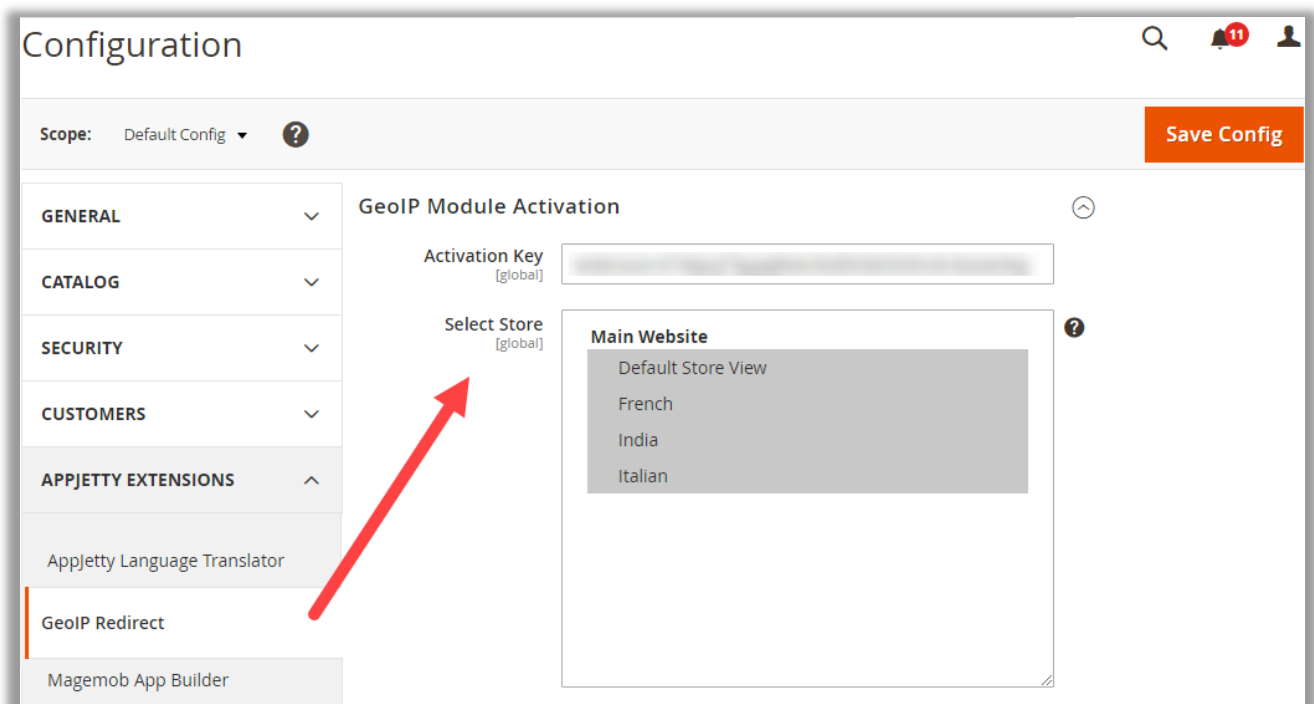 Configuration
11
Scope: Default Config ?
Save Config
GENERAL
CATALOG
SECURITY
CUSTOMERS
APPJETTY EXTENSIONS
AppJetty Language Translator
GeoIP Redirect
Magemob App Builder
GeoIP Module Activation
Activation Key
[global]
Select Store
[global]
?
Main Website
Default Store View
French
India
Italian